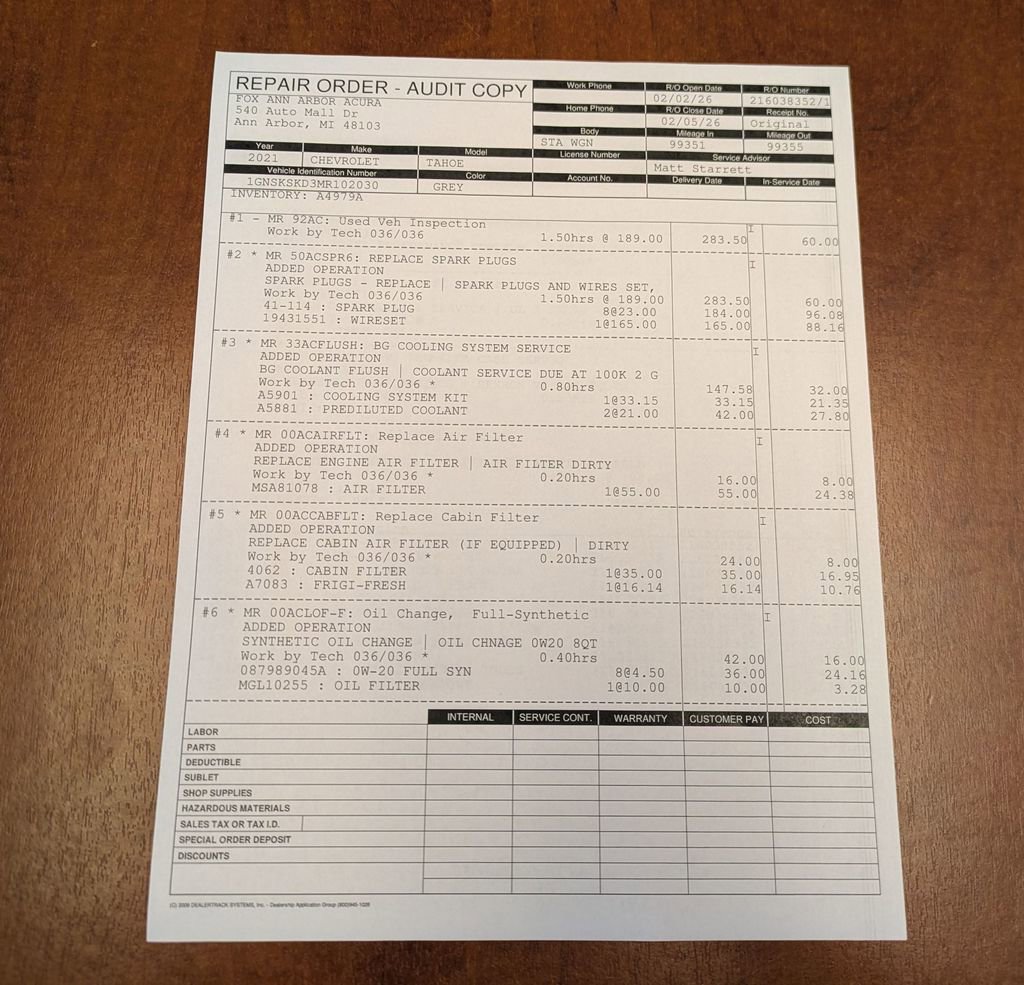 REPAIR ORDER - AUDIT COPY
FOX ANN ARBOR ACURA
540 Auto Mall Dr
Ann Arbor, MI 48103
Work Phone
R/O Open Date
02/02/26
R/O Number
216038352/1
Home Phone
R/O Close Date
02/05/26
Receipt No.
Original
Body
STA WGN
Mileage In
99351
Mileage Out
99355
Year
2021
Make
CHEVROLET
Model
TAHOE
License Number
Service Advisor
Matt Starrett
Vehicle Identification Number
1GNSKSKD3MR102030
Color
GREY
Account No.
Delivery Date
In-Service Date
INVENTORY: A4979A
#1 - MR 92AC: Used Veh Inspection I
Work by Tech 036/036 1.50hrs @ 189.00 283.50 60.00
#2 * MR 50ACSPR6: REPLACE SPARK PLUGS I
ADDED OPERATION
SPARK PLUGS - REPLACE | SPARK PLUGS AND WIRES SET,
Work by Tech 036/036 1.50hrs @ 189.00 283.50 60.00
41-114 : SPARK PLUG 8@23.00 184.00 96.08
19431551 : WIRESET 1@165.00 165.00 88.16
#3 * MR 33ACFLUSH: BG COOLING SYSTEM SERVICE I
ADDED OPERATION
BG COOLANT FLUSH | COOLANT SERVICE DUE AT 100K 2 G
Work by Tech 036/036 * 0.80hrs 147.58 32.00
A5901 : COOLING SYSTEM KIT 1@33.15 33.15 21.35
A5881 : PREDILUTED COOLANT 2@21.00 42.00 27.80
#4 * MR 00ACAIRFLT: Replace Air Filter I
ADDED OPERATION
REPLACE ENGINE AIR FILTER | AIR FILTER DIRTY
Work by Tech 036/036 * 0.20hrs 16.00 8.00
MSA81078 : AIR FILTER 1@55.00 55.00 24.38
#5 * MR 00ACCABFLT: Replace Cabin Filter I
ADDED OPERATION
REPLACE CABIN AIR FILTER (IF EQUIPPED) | DIRTY
Work by Tech 036/036 * 0.20hrs 24.00 8.00
4062 : CABIN FILTER 1@35.00 35.00 16.95
A7083 : FRIGI-FRESH 1@16.14 16.14 10.76
#6 * MR 00ACLOF-F: Oil Change, Full-Synthetic I
ADDED OPERATION
SYNTHETIC OIL CHANGE | OIL CHNAGE 0W20 8QT
Work by Tech 036/036 * 0.40hrs 42.00 16.00
087989045A : 0W-20 FULL SYN 8@4.50 36.00 24.16
MGL10255 : OIL FILTER 1@10.00 10.00 3.28
INTERNAL SERVICE CONT. WARRANTY CUSTOMER PAY COST
LABOR
PARTS
DEDUCTIBLE
SUBLET
SHOP SUPPLIES
HAZARDOUS MATERIALS
SALES TAX OR TAX I.D.
SPECIAL ORDER DEPOSIT
DISCOUNTS
DEALERTRACK SYSTEMS, Inc. - Dealership Application Group